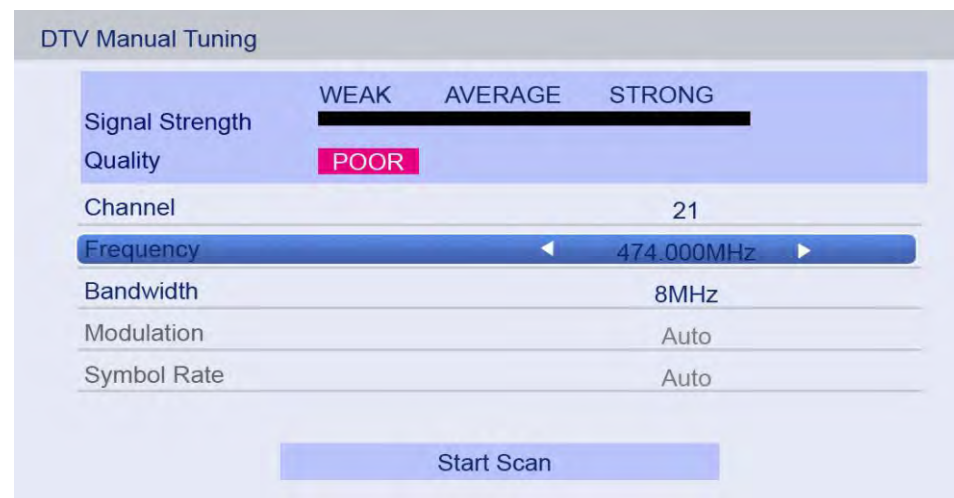 DTV Manual Tuning
WEAK AVERAGE STRONG
Signal Strength
Quality POOR
Channel 21
Frequency 474.000MHz
Bandwidth 8MHz
Modulation Auto
Symbol Rate Auto
Start Scan